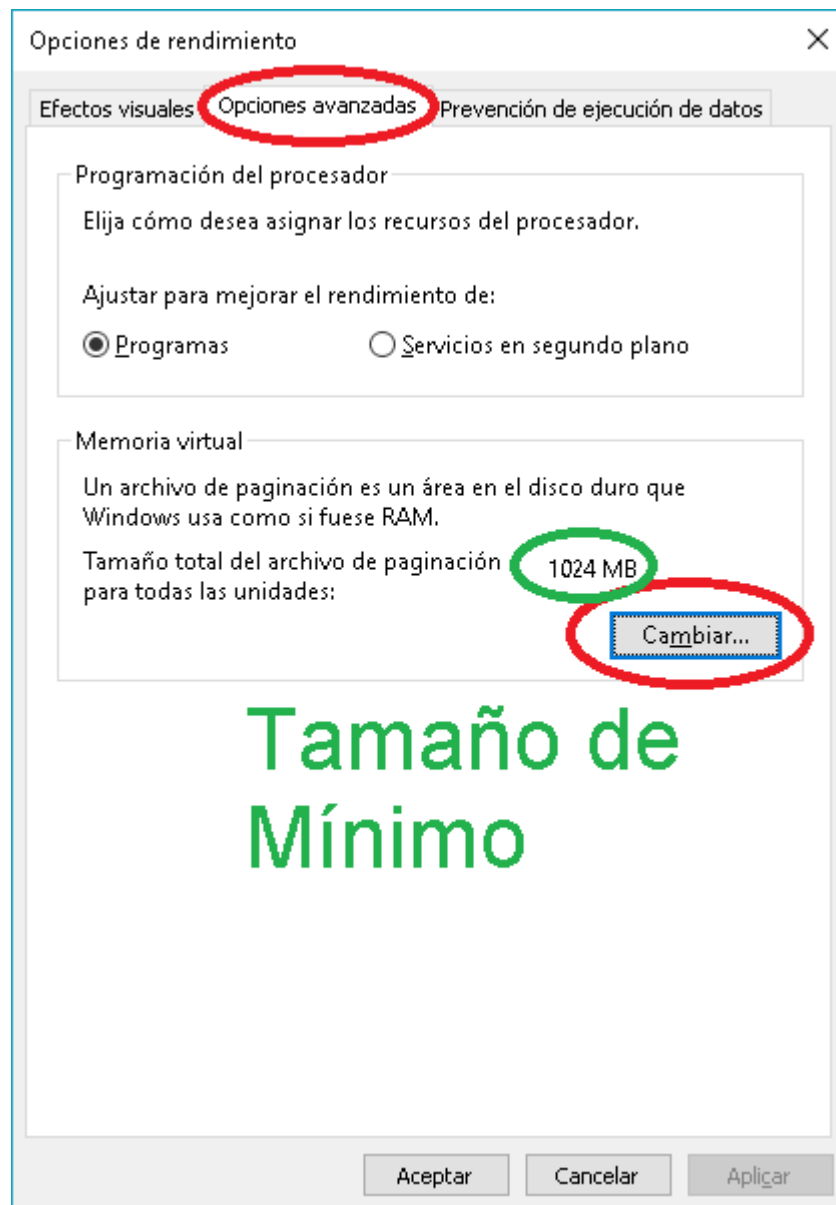 Opciones de rendimiento
Efectos visuales Opciones avanzadas Prevención de ejecución de datos
Programación del procesador
Elija cómo desea asignar los recursos del procesador.
Ajustar para mejorar el rendimiento de:
Programas Servicios en segundo plano
Memoria virtual
Un archivo de paginación es un área en el disco duro que
Windows usa como si fuese RAM.
Tamaño total del archivo de paginación 1024 MB
para todas las unidades:
Cambiar...
Tamaño de
Mínimo
Aceptar Cancelar Aplicar